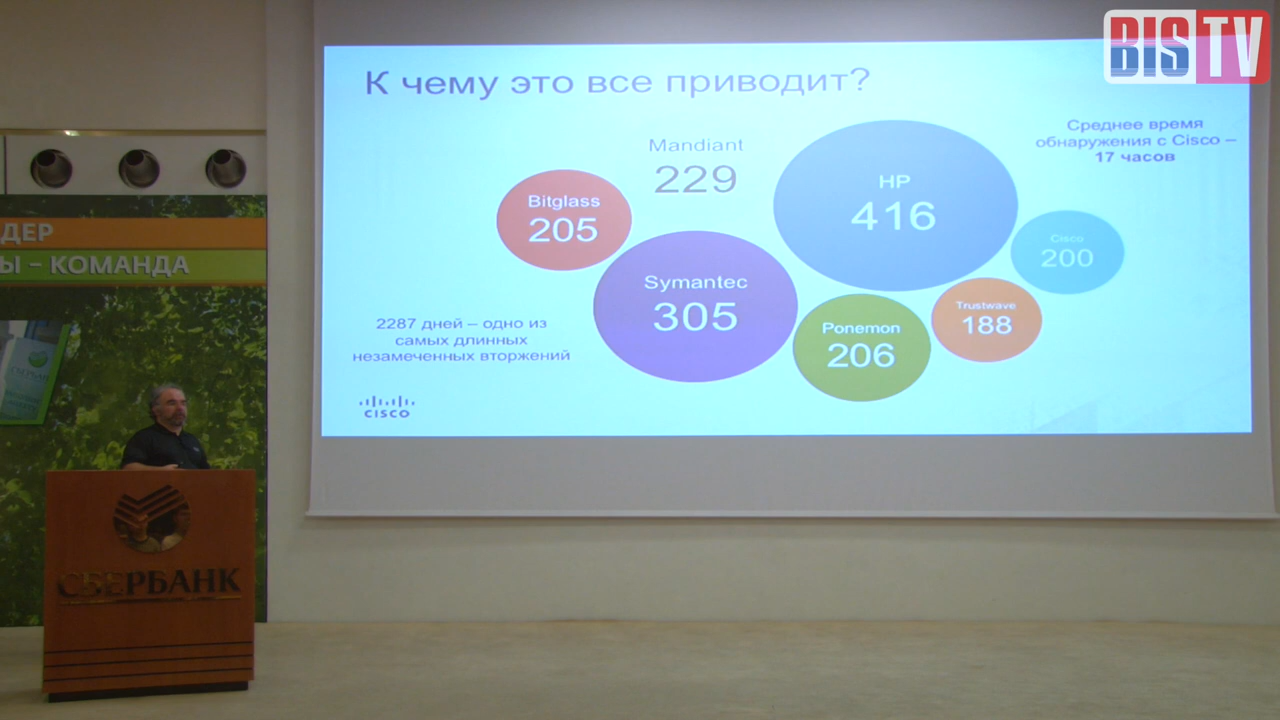 BIS TV
К чему это все приводит?
Среднее время
обнаружения с Cisco –
17 часов
Mandiant
229
HP
416
Bitglass
205
Cisco
200
Symantec
305
Trustwave
188
Ponemon
206
2287 дней – одно из
самых длинных
незамеченных вторжений
CISCO
ДЕР
Ы – КОМАНДА
СБЕРБАНК